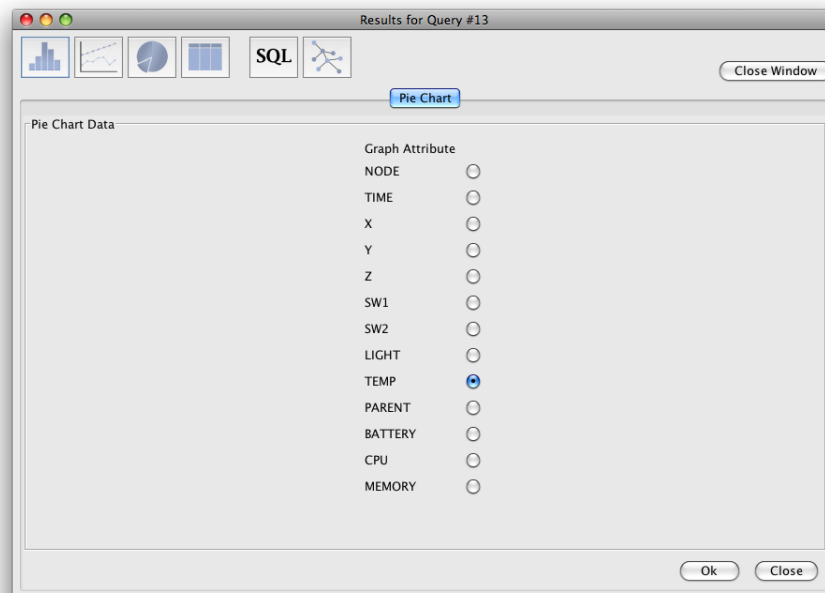 Results for Query #13
SQL
Close Window
Pie Chart
Pie Chart Data
Graph Attribute
NODE
TIME
X
Y
Z
SW1
SW2
LIGHT
TEMP
PARENT
BATTERY
CPU
MEMORY
Ok Close